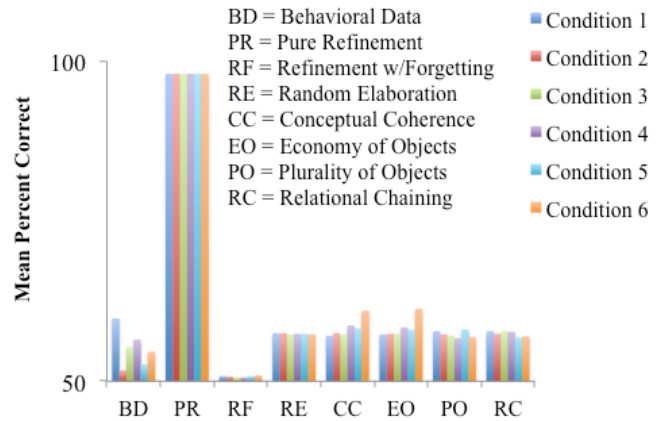 BD = Behavioral Data
PR = Pure Refinement
RF = Refinement w/Forgetting
RE = Random Elaboration
CC = Conceptual Coherence
EO = Economy of Objects
PO = Plurality of Objects
RC = Relational Chaining
Condition 1
Condition 2
Condition 3
Condition 4
Condition 5
Condition 6
Mean Percent Correct
100
50
BD PR RF RE CC EO PO RC